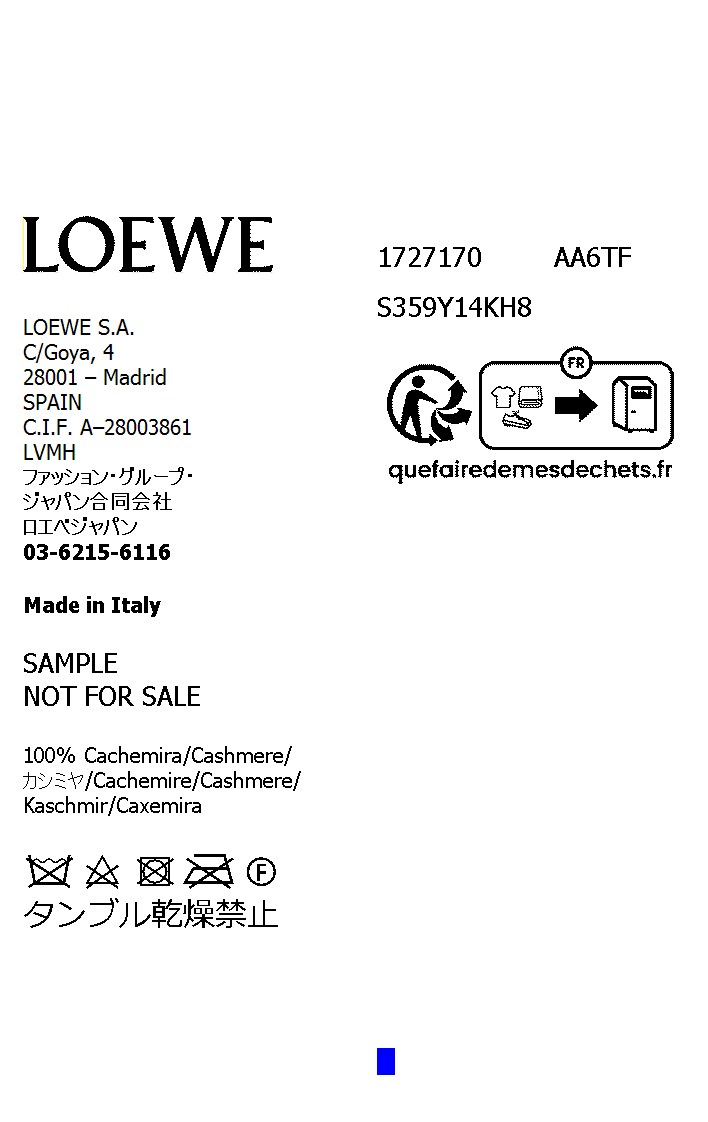 LOEWE
LOEWE S.A.
C/Goya, 4
28001 – Madrid
SPAIN
C.I.F. A–28003861
LVMH
ファッション・グループ・
ジャパン合同会社
ロエベジャパン
03-6215-6116
Made in Italy
SAMPLE
NOT FOR SALE
100% Cachemira/Cashmere/
カシミヤ/Cachemire/Cashmere/
Kaschmir/Caxemira
F
タンブル乾燥禁止
1727170 AA6TF
S359Y14KH8
FR
quefairedemesdechets.fr